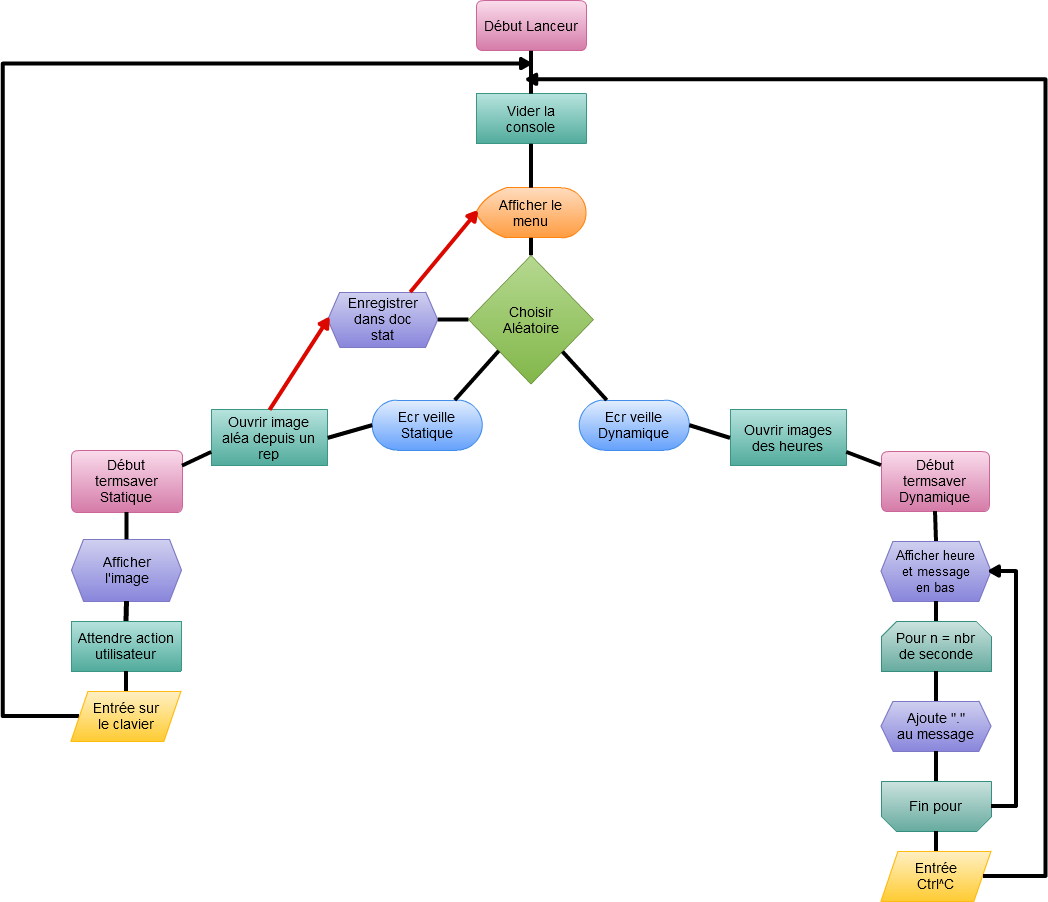 Début Lanceur
Vider la
console
Afficher le
menu
Enregistrer
dans doc
stat
Choisir
Aléatoire
Ecr veille
Statique
Ecr veille
Dynamique
Ouvrir image
aléa depuis un
rep
Ouvrir images
des heures
Début
termsaver
Statique
Début
termsaver
Dynamique
Afficher
l'image
Afficher heure
et message
en bas
Attendre action
utilisateur
Pour n = nbr
de seconde
Entrée sur
le clavier
Ajoute "."
au message
Fin pour
Entrée
Ctrl^C